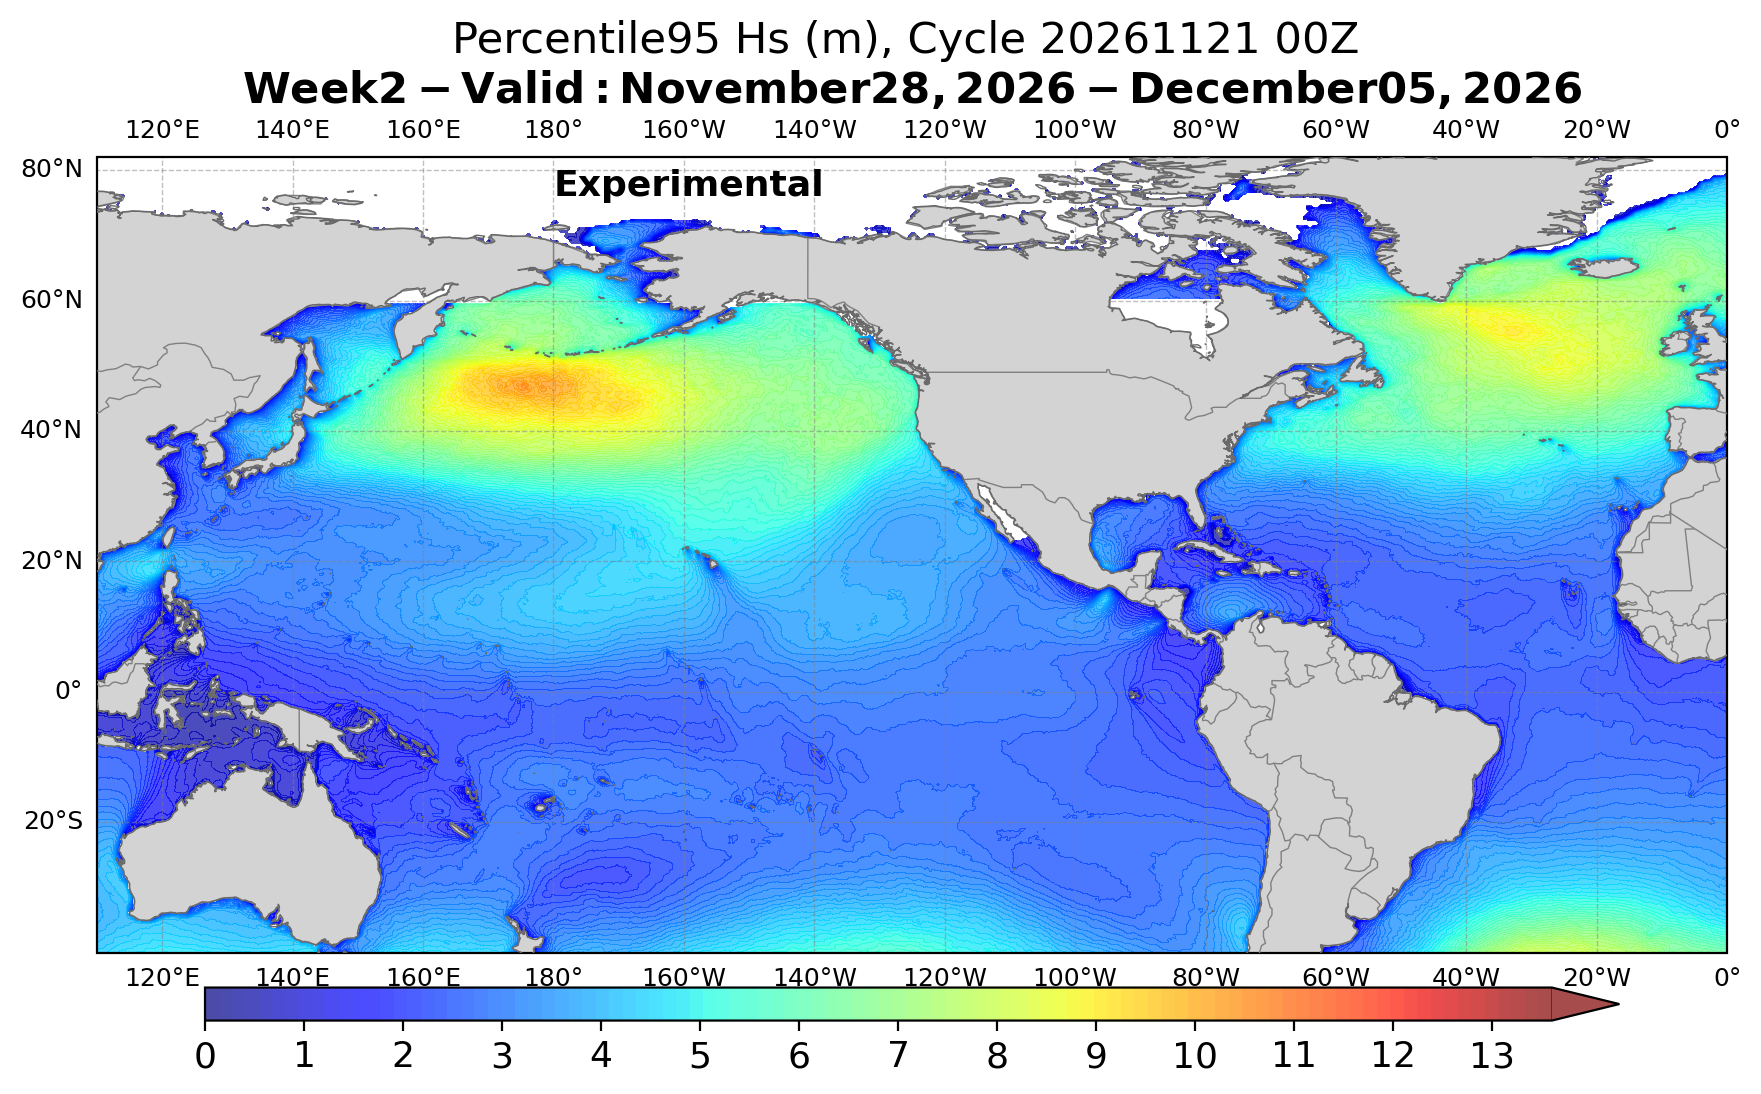 Percentile95 Hs (m), Cycle 20261121 00Z
Week2 – Valid : November28, 2026 – December05, 2026
120°E 140°E 160°E 180° 160°W 140°W 120°W 100°W 80°W 60°W 40°W 20°W 0°
80°N
Experimental
60°N
40°N
20°N
0°
20°S
120°E 140°E 160°E 180° 160°W 140°W 120°W 100°W 80°W 60°W 40°W 20°W 0°
0 1 2 3 4 5 6 7 8 9 10 11 12 13